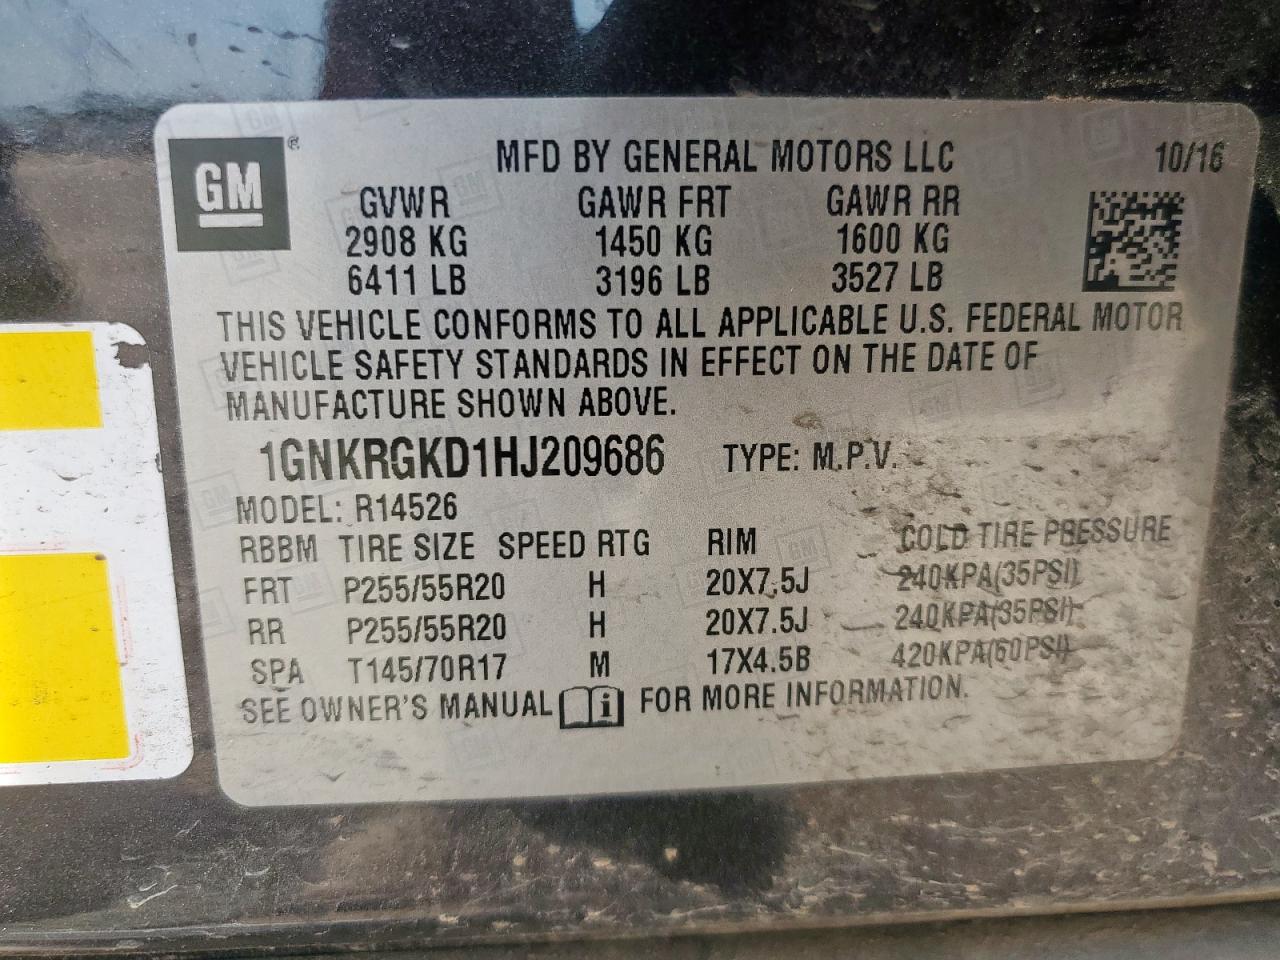 GM ® MFD BY GENERAL MOTORS LLC 10/16
GVWR GAWR FRT GAWR RR
2908 KG 1450 KG 1600 KG
6411 LB 3196 LB 3527 LB
THIS VEHICLE CONFORMS TO ALL APPLICABLE U.S. FEDERAL MOTOR
VEHICLE SAFETY STANDARDS IN EFFECT ON THE DATE OF
MANUFACTURE SHOWN ABOVE.
1GNKRGKD1HJ209686 TYPE: M.P.V.
MODEL: R14526
RBBM TIRE SIZE SPEED RTG RIM COLD TIRE PRESSURE
FRT P255/55R20 H 20X7.5J 240KPA(35PSI)
RR P255/55R20 H 20X7.5J 240KPA(35PSI)
SPA T145/70R17 M 17X4.5B 420KPA(60PSI)
SEE OWNER'S MANUAL i FOR MORE INFORMATION.